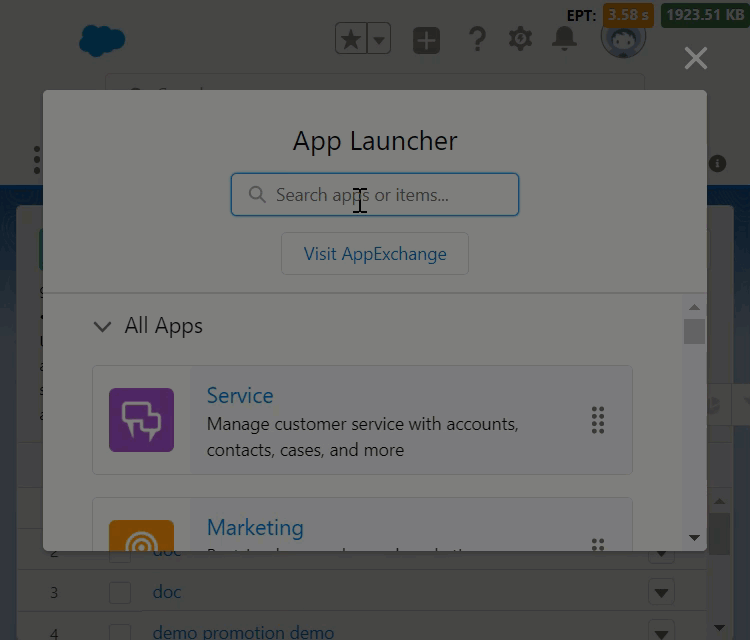 EPT: 3.58 s 1923.51 KB
App Launcher
Search apps or items...
Visit AppExchange
All Apps
Service
Manage customer service with accounts,
contacts, cases, and more
Marketing
2 doc
3 doc
4 demo promotion demo